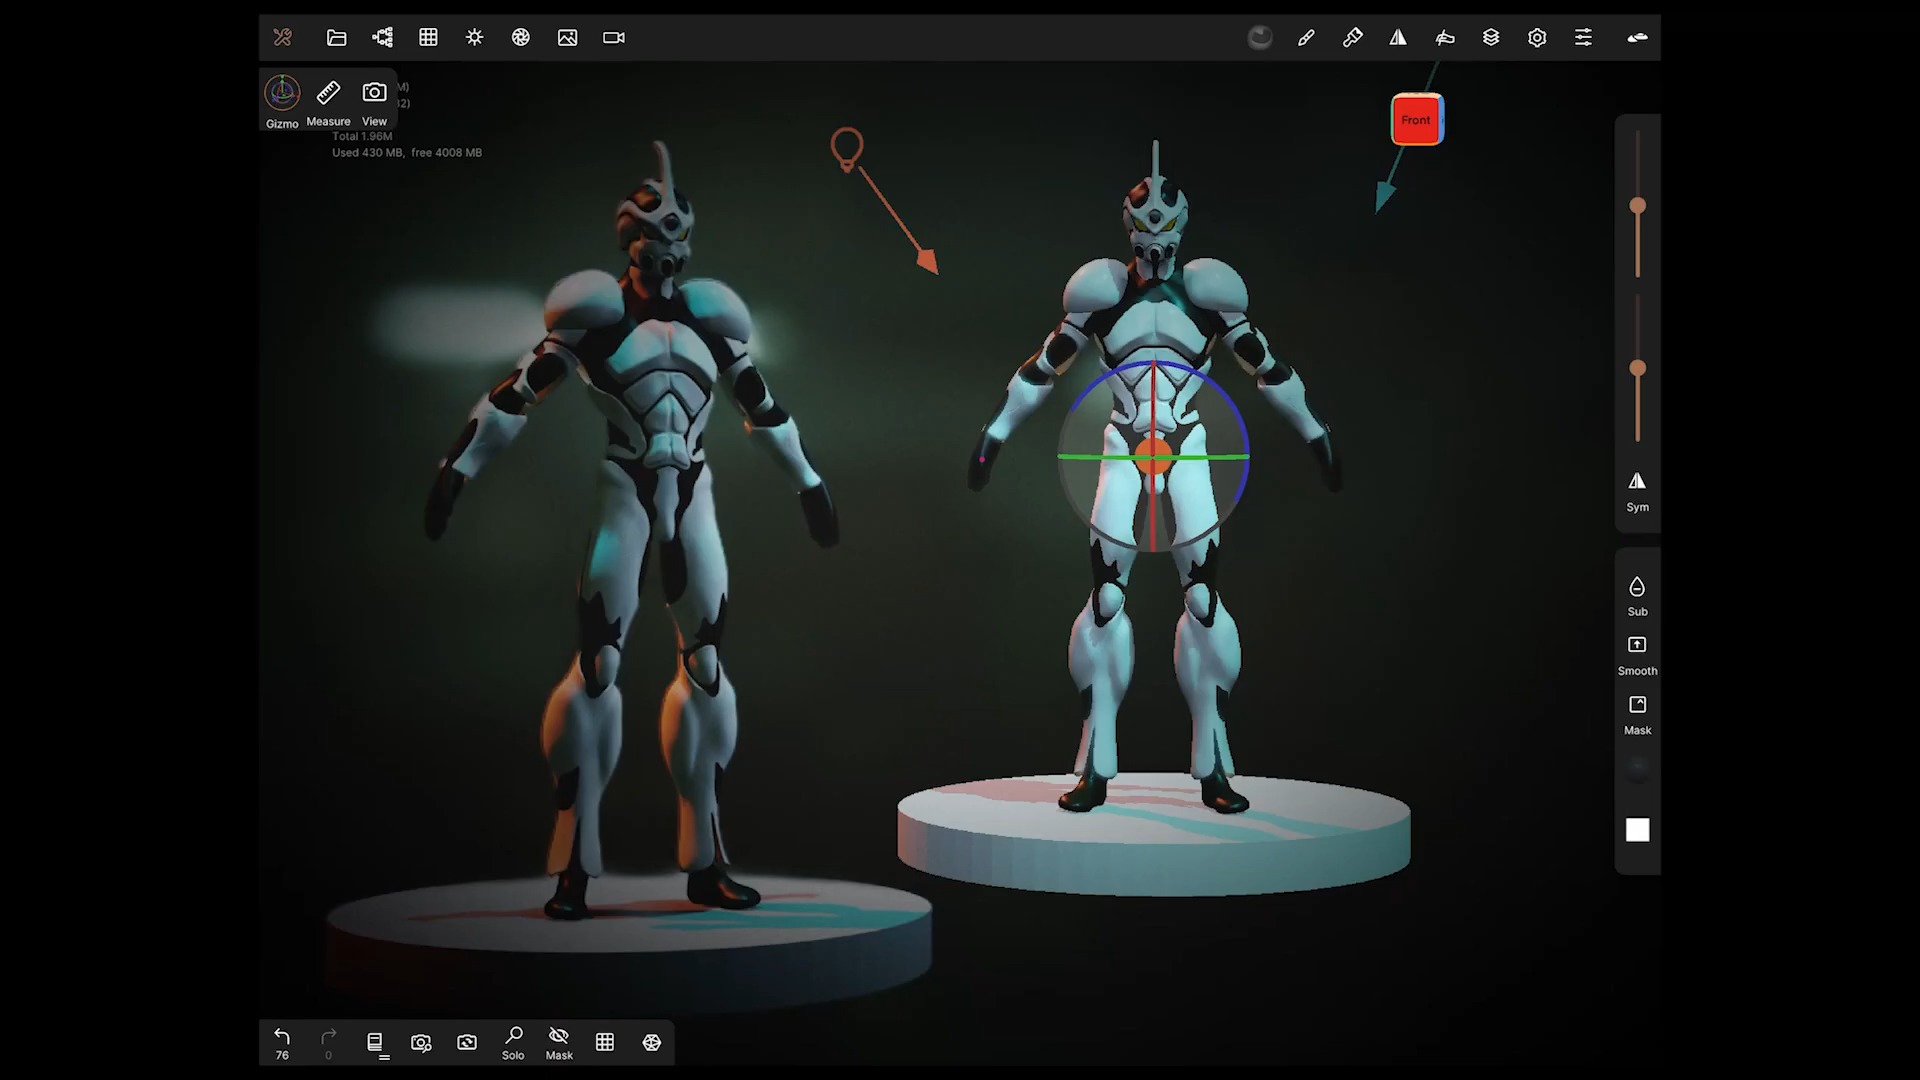 Gizmo
Measure
View
M)
32)
Total 1.96M
Used 430 MB, free 4008 MB
Front
Sym
Sub
Smooth
Mask
76
0
Solo
Mask